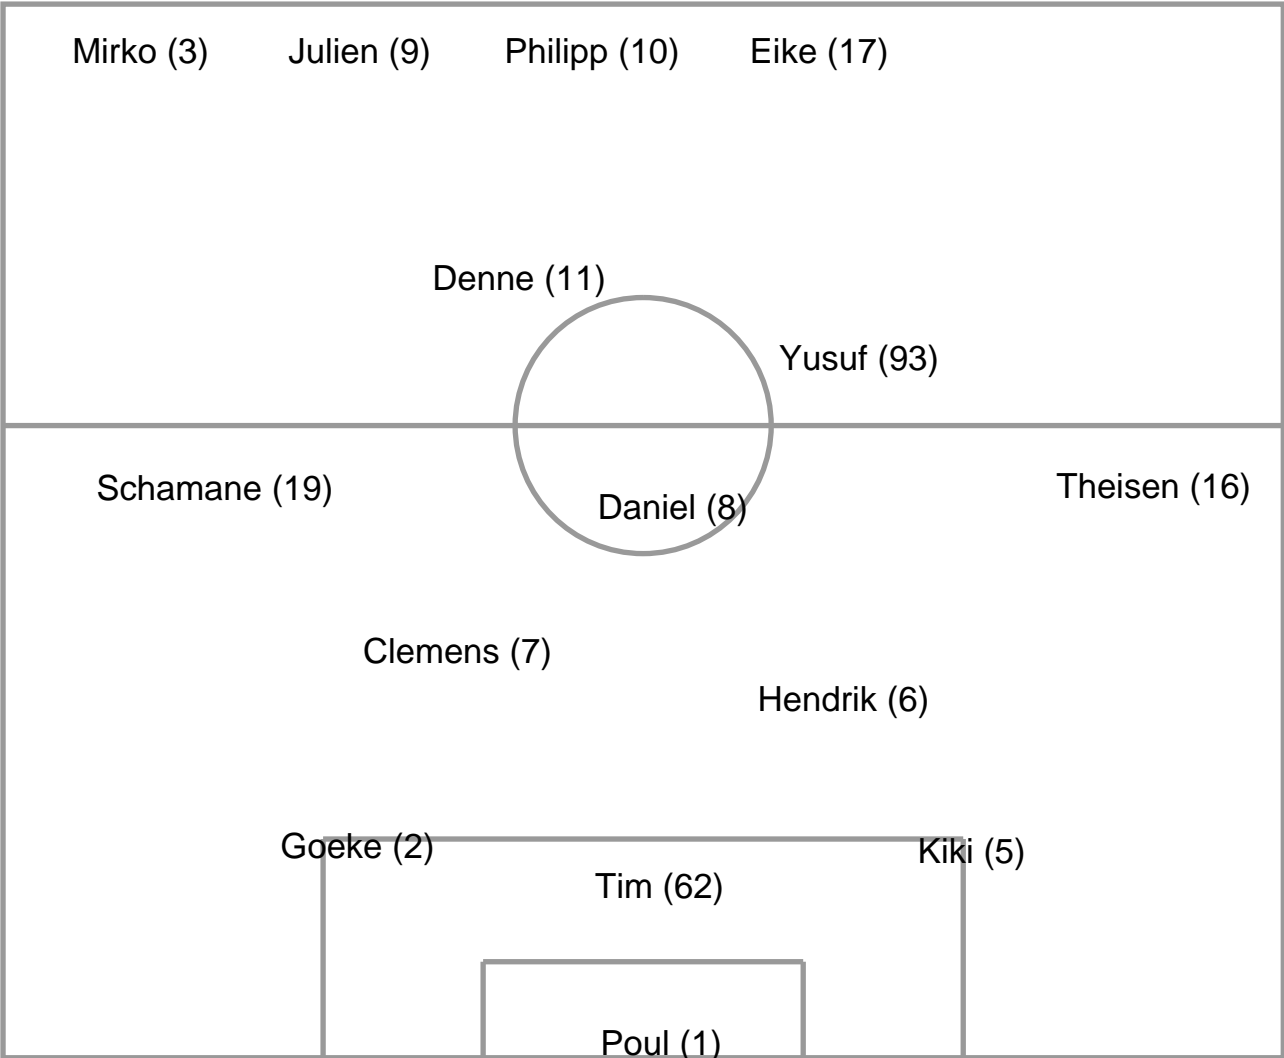 Mirko (3) Julien (9) Philipp (10) Eike (17)
Denne (11)
Yusuf (93)
Schamane (19) Daniel (8) Theisen (16)
Clemens (7)
Hendrik (6)
Goeke (2) Kiki (5)
Tim (62)
Poul (1)